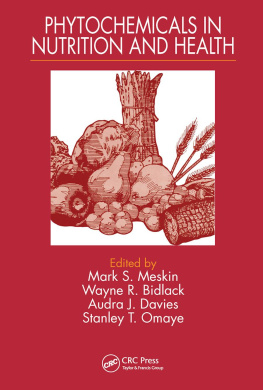 PHYTOCHEMICALS IN
NUTRITION AND HEALTH
Edited by
Mark S. Meskin
Wayne R. Bidlack
Audra J. Davies
Stanley T. Omaye
CRC Press
Taylor & Francis Group